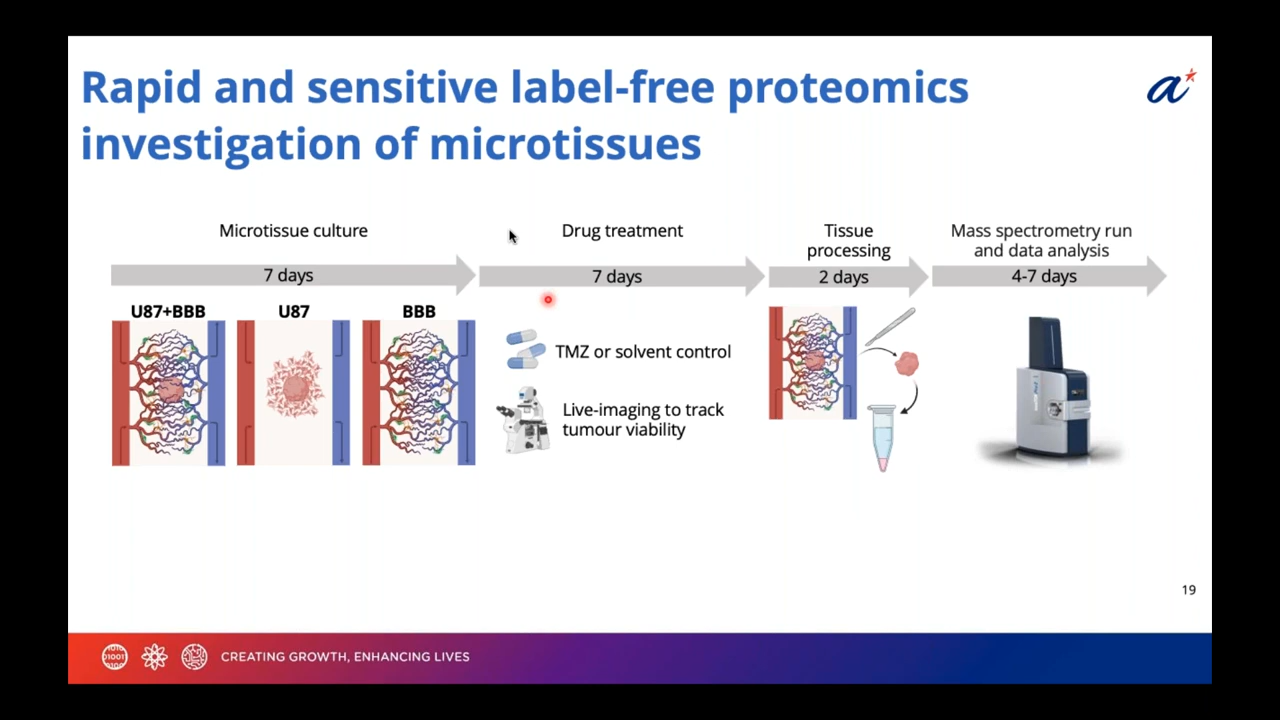 Rapid and sensitive label-free proteomics
investigation of microtissues
Microtissue culture
Drug treatment
Tissue
processing
Mass spectrometry run
and data analysis
7 days
7 days
2 days
4-7 days
U87+BBB
U87
BBB
TMZ or solvent control
Live-imaging to track
tumour viability
19
CREATING GROWTH, ENHANCING LIVES